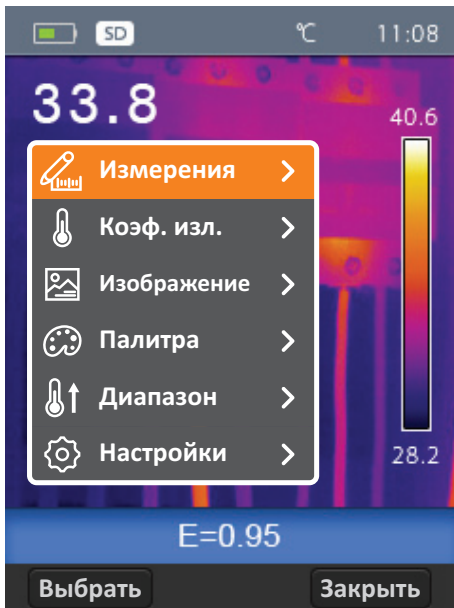 SD ℃ 11:08
33.8
40.6
Измерения
Коэф. изл.
Изображение
Палитра
Диапазон
Настройки
28.2
E=0.95
Выбрать Закрыть